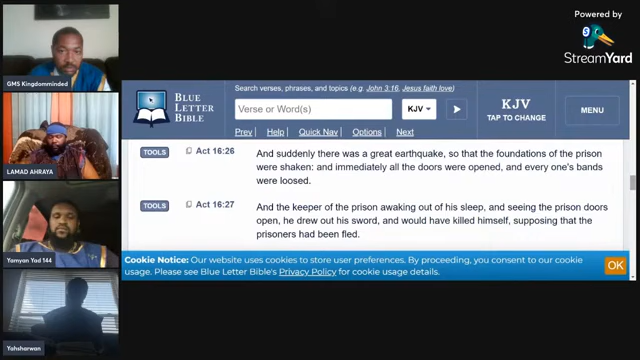 Powered by
StreamYard
GMS Kingdomminded
LAMAD AHRAYA
Yamyan Yad 144
Yahsharwan
BLUE
LETTER
BIBLE
Search verses, phrases, and topics (e.g. John 3:16, Jesus faith love)
Verse or Word(s)
KJV
KJV
TAP TO CHANGE
MENU
Prev
Help
Quick Nav
Options
Next
TOOLS
Act 16:26
And suddenly there was a great earthquake, so that the foundations of the prison
were shaken: and immediately all the doors were opened, and every one's bands
were loosed.
TOOLS
Act 16:27
And the keeper of the prison awaking out of his sleep, and seeing the prison doors
open, he drew out his sword, and would have killed himself, supposing that the
prisoners had been fled.
Cookie Notice: Our website uses cookies to store user preferences. By proceeding, you consent to our cookie
usage. Please see Blue Letter Bible's Privacy Policy for cookie usage details.
OK